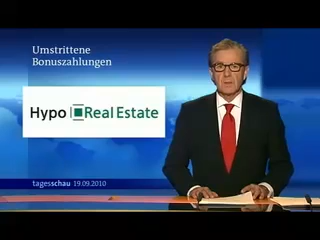 Umstrittene
Bonuszahlungen
Hypo Real Estate
tagesschau 19.09.2010